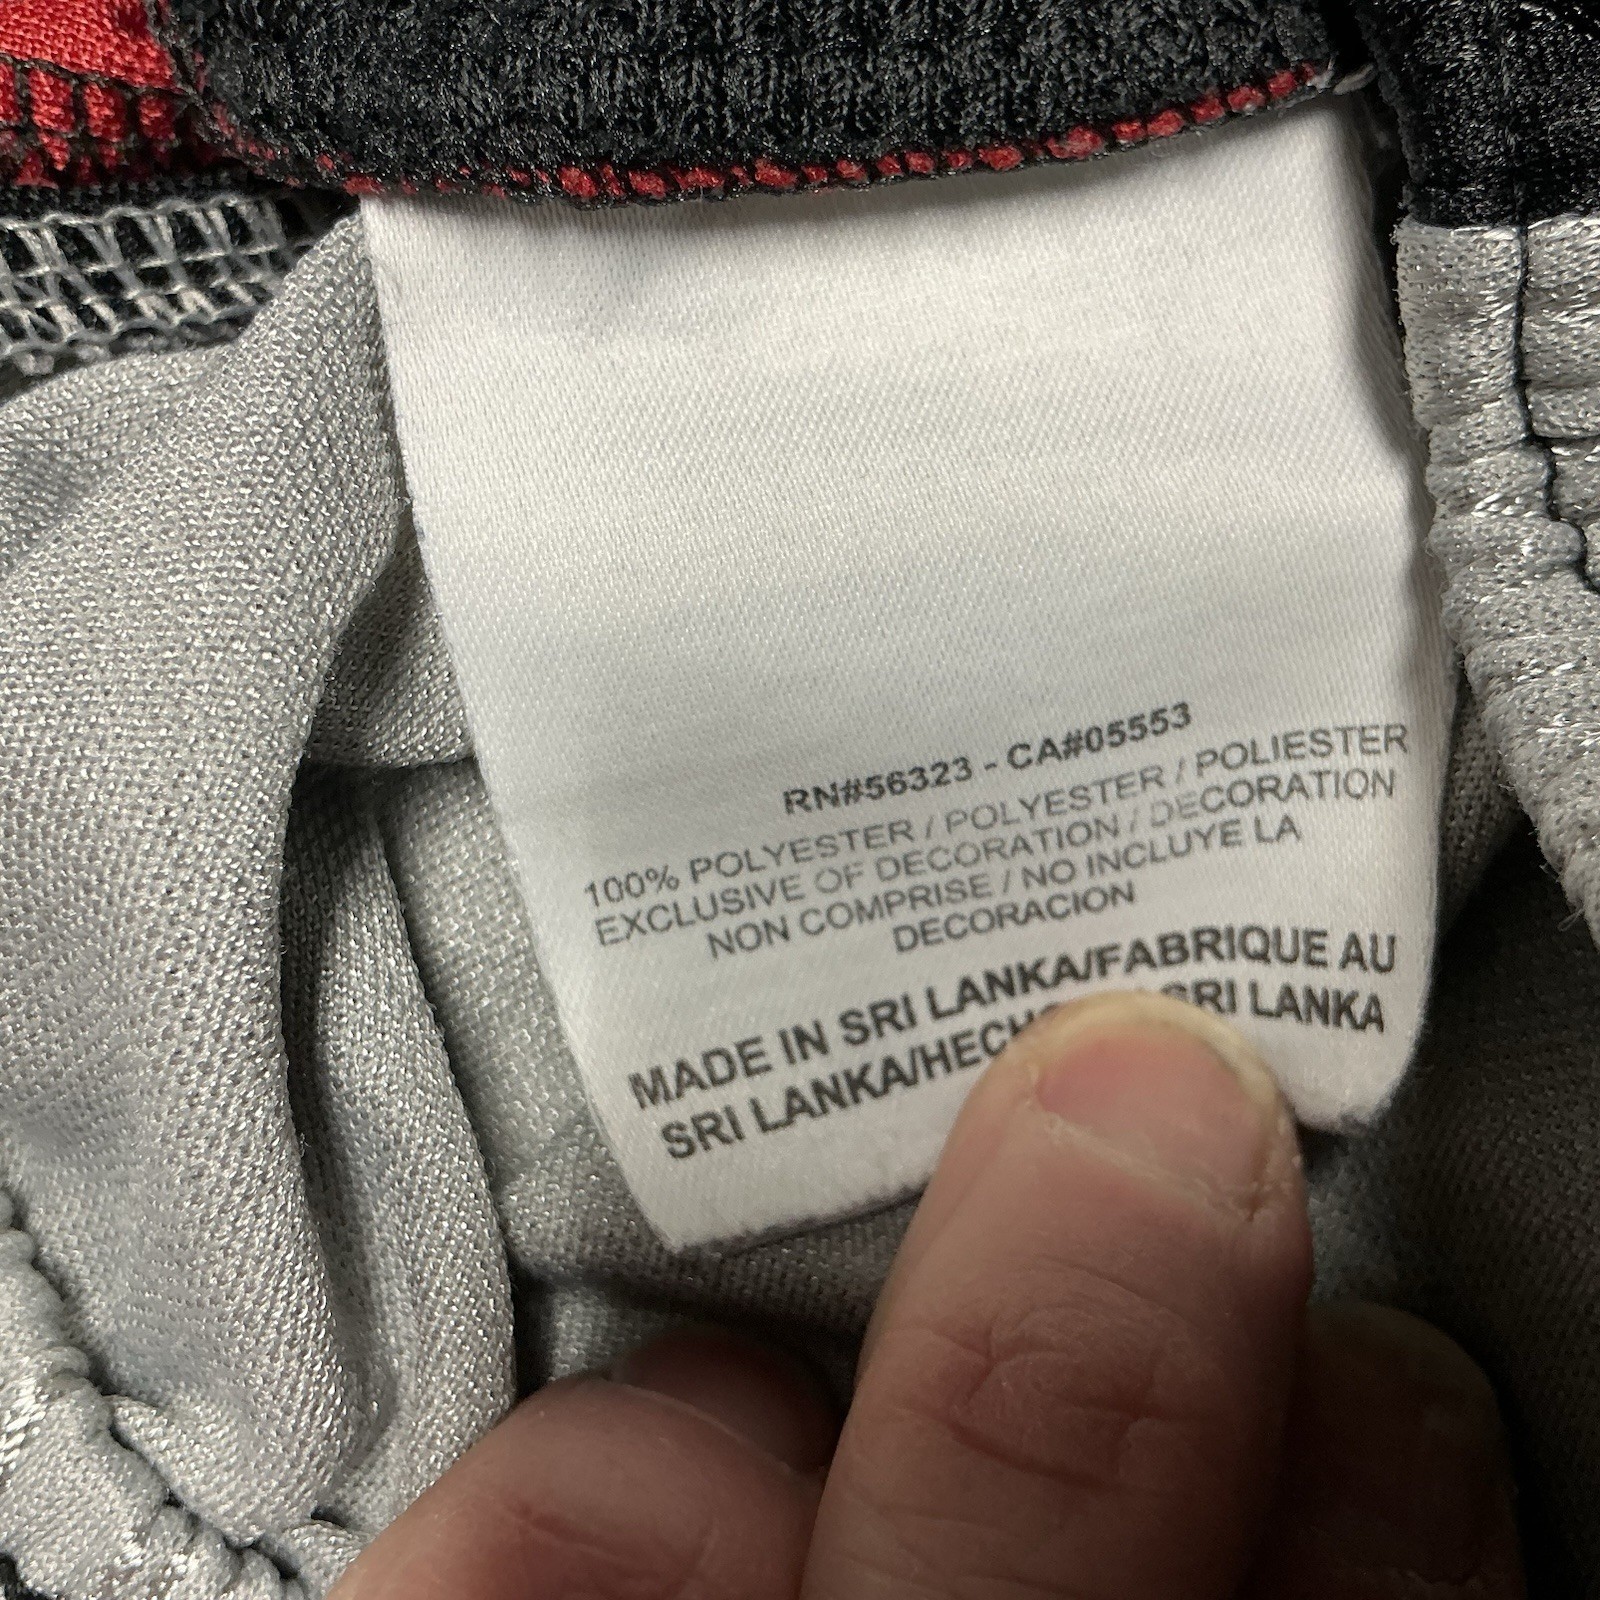 RN#56323 - CA#05553
100% POLYESTER / POLYESTER / POLIESTER
EXCLUSIVE OF DECORATION / DECORATION
NON COMPRISE / NO INCLUYE LA
DECORACION
MADE IN SRI LANKA/FABRIQUE AU
SRI LANKA/HECHO SRI LANKA